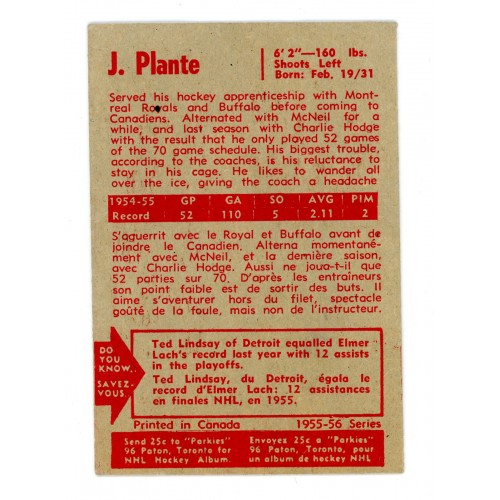 J. Plante
6' 2"—160 lbs.
Shoots Left
Born: Feb. 19/31
Served his hockey apprenticeship with Mont-
real Royals and Buffalo before coming to
Canadiens. Alternated with McNeil for a
while, and last season with Charlie Hodge
with the result that he only played 52 games
of the 70 game schedule. His biggest trouble,
according to the coaches, is his reluctance to
stay in his cage. He likes to wander all
over the ice, giving the coach a headache
1954-55 GP GA SO AVG PIM
Record 52 110 5 2.11 2
S'aguerrit avec le Royal et Buffalo avant de
joindre le Canadien, Alterna momentané-
ment avec McNeil, et la dernière saison,
avec Charlie Hodge. Aussi ne joua-t-il que
52 parties sur 70. D'après les entraîneurs
son point faible est de sortir des buts. Il
aime s'aventurer hors du filet, spectacle
goûté de la foule, mais non de l'instructeur.
DO
YOU
KNOW..
SAVEZ-
VOUS.
Ted Lindsay of Detroit equalled Elmer
Lach's record last year with 12 assists
in the playoffs.
Ted Lindsay, du Detroit, égala le
record d'Elmer Lach: 12 assistances
en finales NHL, en 1955.
Printed in Canada 1955-56 Series
Send 25c to "Parkies"
96 Paton, Toronto for
NHL Hockey Album.
Envoyez 25c a "Parkies"
96 Paton, Toronto, pour
un album de hockey NHL